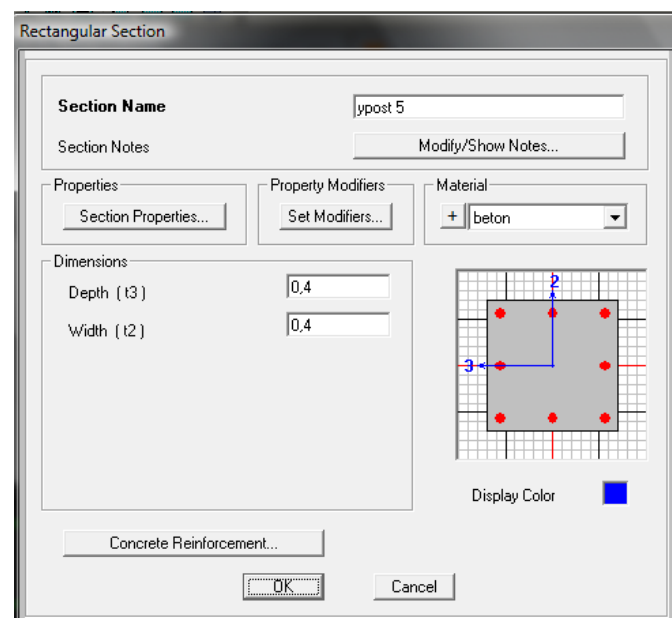 Rectangular Section
Section Name
ypost 5
Section Notes
Modify/Show Notes...
Properties
Section Properties...
Property Modifiers
Set Modifiers...
Material
+
beton
Dimensions
Depth ( t3 )
0,4
Width ( t2 )
0,4
2
3
Display Color
Concrete Reinforcement...
OK
Cancel